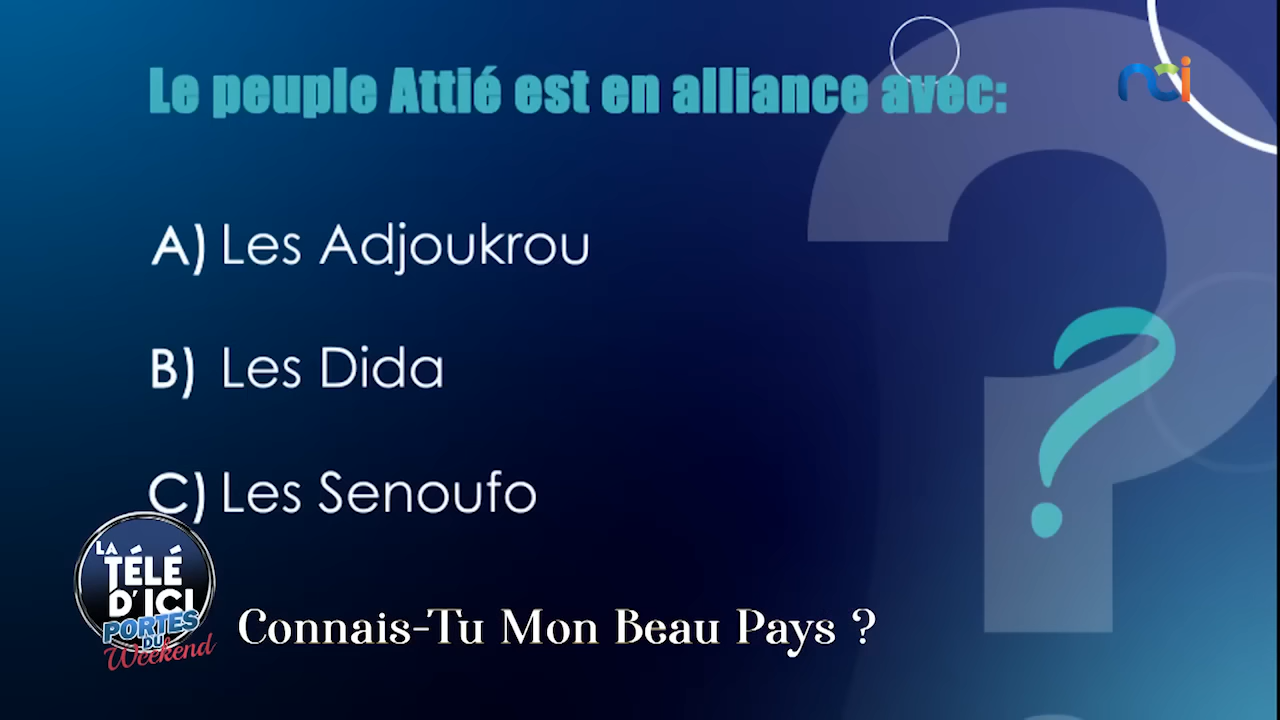 Le peuple Attié est en alliance avec:
nci
A) Les Adjoukrou
B) Les Dida
C) Les Senoufo
LA
TÉLÉ
D'ICI
PORTES
DU
Weekend
Connais-Tu Mon Beau Pays ?